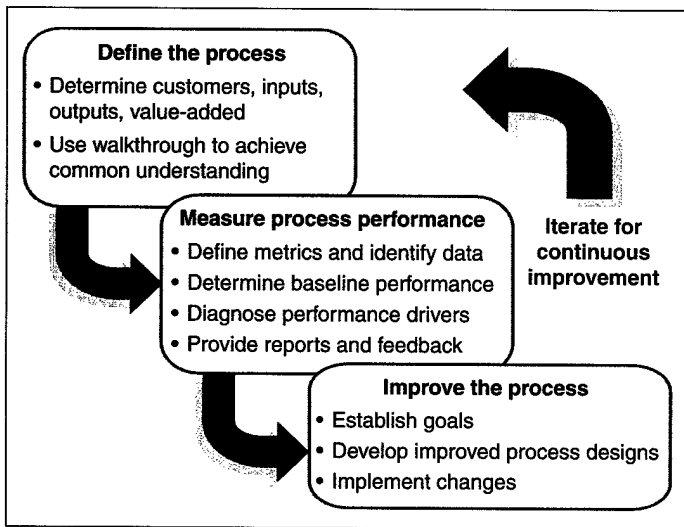 Define the process
• Determine customers, inputs,
outputs, value-added
• Use walkthrough to achieve
common understanding
Measure process performance
• Define metrics and identify data
• Determine baseline performance
• Diagnose performance drivers
• Provide reports and feedback
Iterate for
continuous
improvement
Improve the process
• Establish goals
• Develop improved process designs
• Implement changes